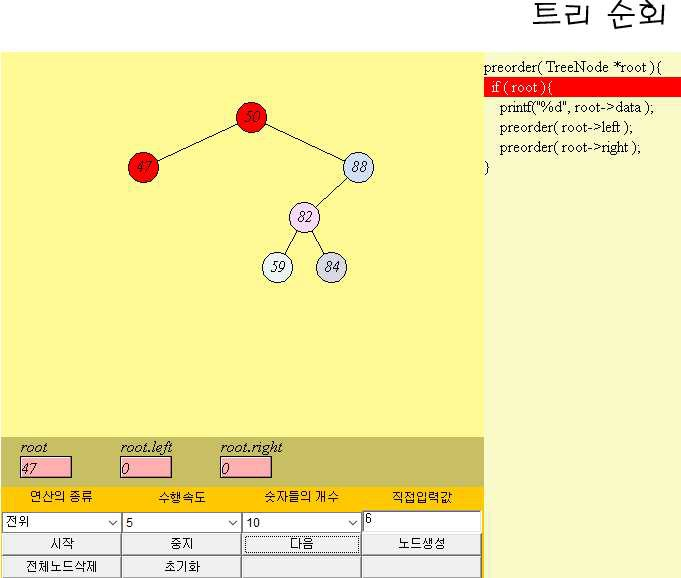 트리 순회
preorder( TreeNode *root ){
if ( root ){
printf("%d", root->data );
preorder( root->left );
preorder( root->right );
}
50
47
88
82
59
84
root root.left root.right
47 0 0
연산의 종류 수행속도 숫자들의 개수 직접입력값
전위 5 10 6
시작 중지 다음 노드생성
전체노드삭제 초기화